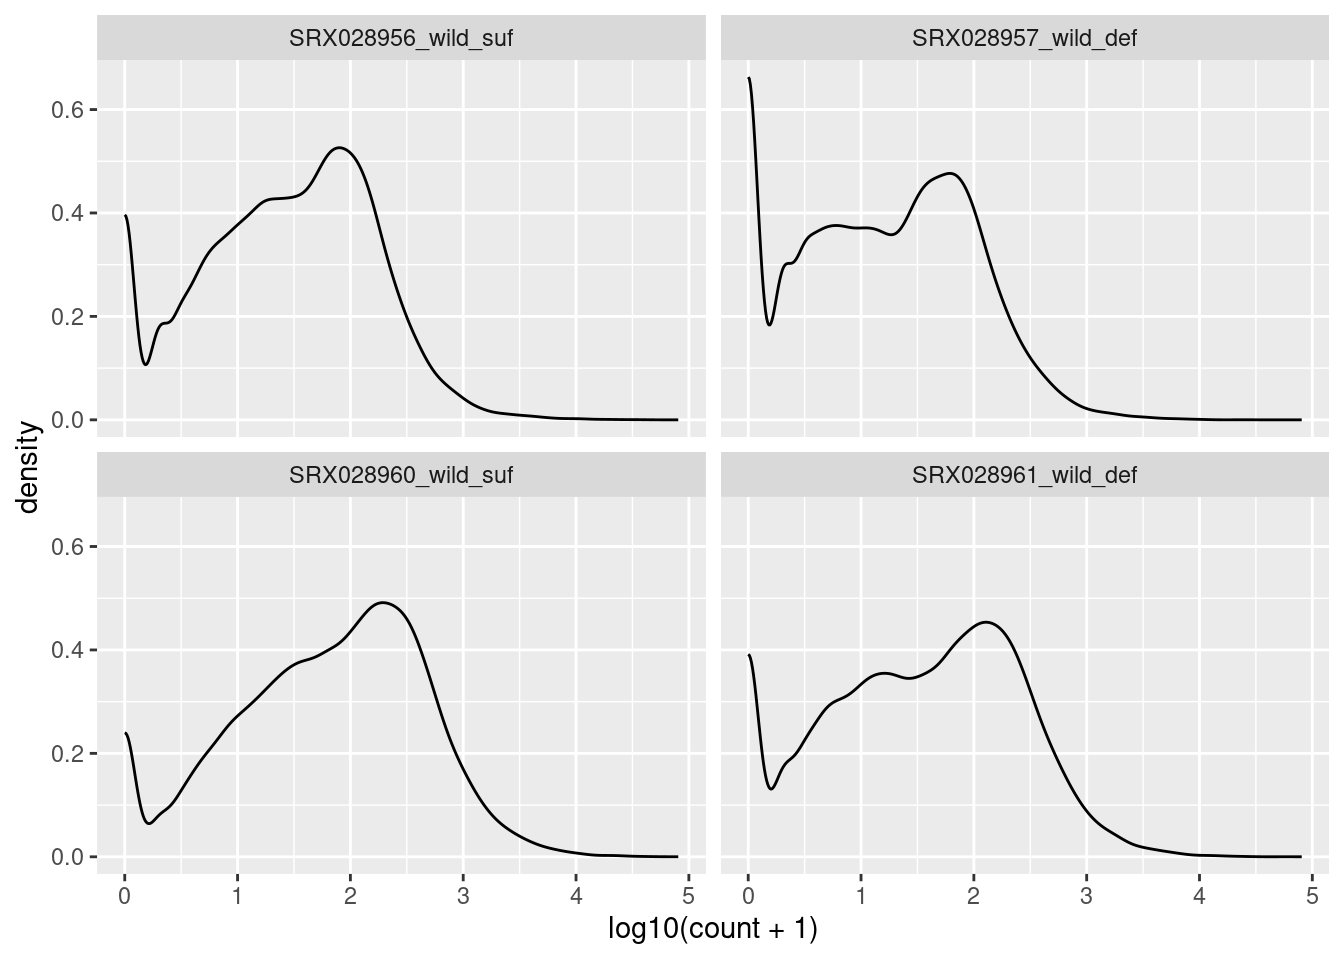 SRX028956_wild_suf
SRX028957_wild_def
0.6
0.4
0.2
0.0
density
SRX028960_wild_suf
SRX028961_wild_def
0.6
0.4
0.2
0.0
0 1 2 3 4 5
0 1 2 3 4 5
log10(count + 1)